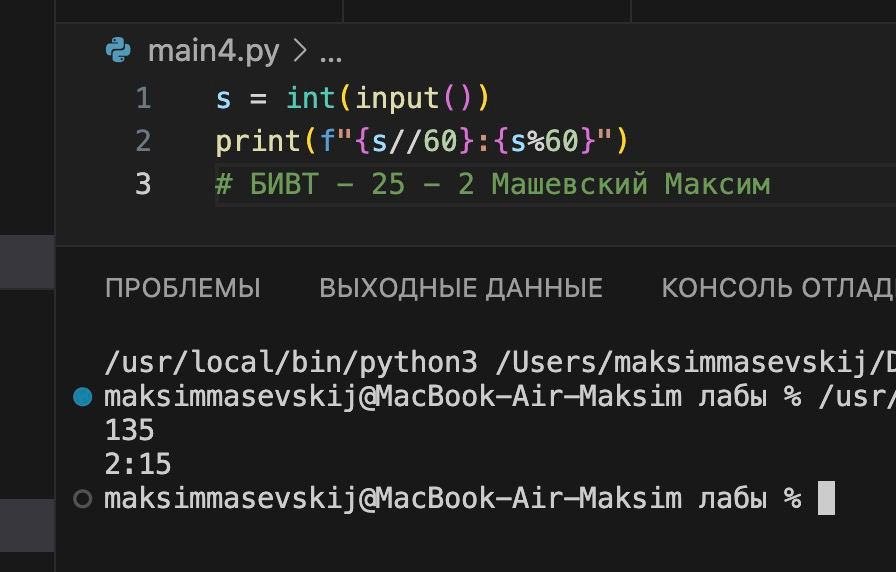 main4.py > ...
1 s = int(input())
2 print(f"{s//60}:{s%60}")
3 # БИВТ - 25 - 2 Машевский Максим
ПРОБЛЕМЫ ВЫХОДНЫЕ ДАННЫЕ КОНСОЛЬ ОТЛАД
/usr/local/bin/python3 /Users/maksimmasevskij/D
maksimmasevskij@MacBook-Air-Maksim лабы % /usr/
135
2:15
maksimmasevskij@MacBook-Air-Maksim лабы %